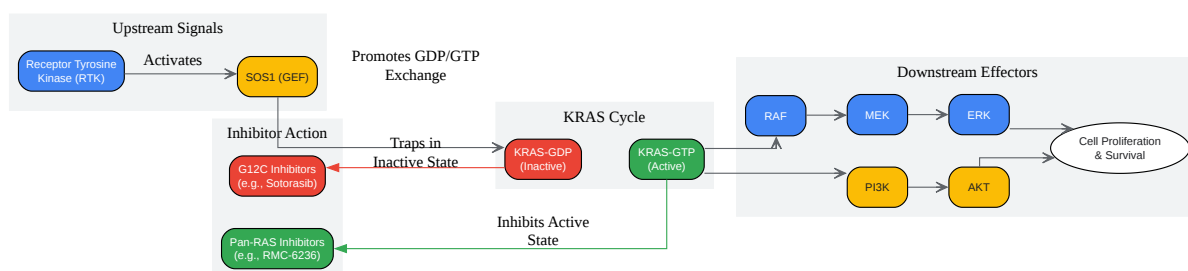 Upstream Signals
Receptor Tyrosine
Kinase (RTK)
Activates
SOS1 (GEF)
Promotes GDP/GTP
Exchange
Inhibitor Action
G12C Inhibitors
(e.g., Sotorasib)
Pan-RAS Inhibitors
(e.g., RMC-6236)
Traps in
Inactive State
Inhibits Active
State
KRAS Cycle
KRAS-GDP
(Inactive)
KRAS-GTP
(Active)
Downstream Effectors
RAF
MEK
ERK
PI3K
AKT
Cell Proliferation
& Survival